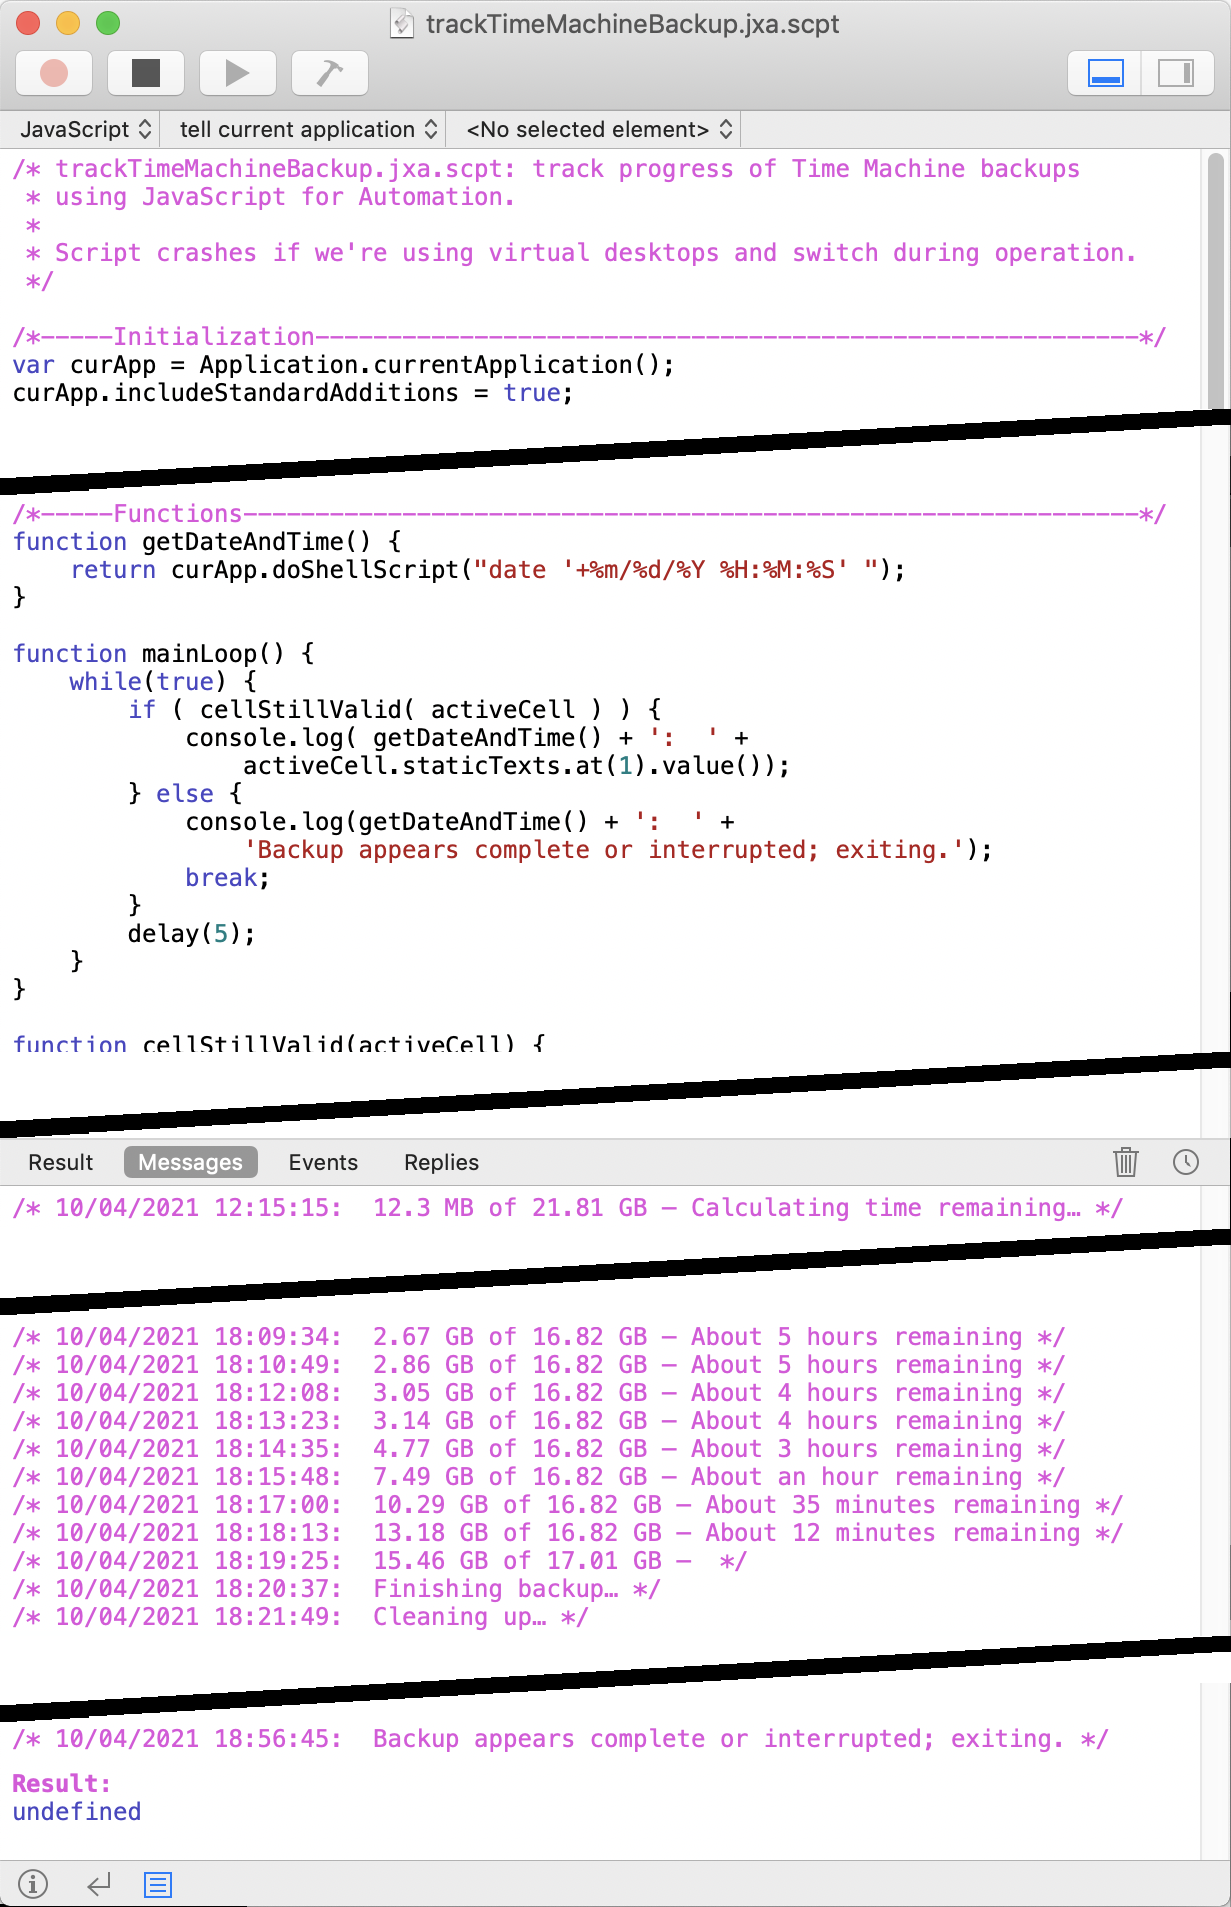 trackTimeMachineBackup.jxa.scpt
JavaScript tell current application <No selected element>
/* trackTimeMachineBackup.jxa.scpt: track progress of Time Machine backups
 * using JavaScript for Automation.
 *
 * Script crashes if we're using virtual desktops and switch during operation.
 */
/*-----Initialization---------------------------------------------------------*/
var curApp = Application.currentApplication();
curApp.includeStandardAdditions = true;
/*-----Functions--------------------------------------------------------------*/
function getDateAndTime() {
    return curApp.doShellScript("date '+%m/%d/%Y %H:%M:%S' ");
}
function mainLoop() {
    while(true) {
        if ( cellStillValid( activeCell ) ) {
            console.log( getDateAndTime() + ':  ' +
                activeCell.staticTexts.at(1).value());
        } else {
            console.log(getDateAndTime() + ':  ' +
                'Backup appears complete or interrupted; exiting.');
            break;
        }
        delay(5);
    }
}
function cellStillValid(activeCell) {
Result Messages Events Replies
/* 10/04/2021 12:15:15:  12.3 MB of 21.81 GB — Calculating time remaining… */
/* 10/04/2021 18:09:34:  2.67 GB of 16.82 GB — About 5 hours remaining */
/* 10/04/2021 18:10:49:  2.86 GB of 16.82 GB — About 5 hours remaining */
/* 10/04/2021 18:12:08:  3.05 GB of 16.82 GB — About 4 hours remaining */
/* 10/04/2021 18:13:23:  3.14 GB of 16.82 GB — About 4 hours remaining */
/* 10/04/2021 18:14:35:  4.77 GB of 16.82 GB — About 3 hours remaining */
/* 10/04/2021 18:15:48:  7.49 GB of 16.82 GB — About an hour remaining */
/* 10/04/2021 18:17:00:  10.29 GB of 16.82 GB — About 35 minutes remaining */
/* 10/04/2021 18:18:13:  13.18 GB of 16.82 GB — About 12 minutes remaining */
/* 10/04/2021 18:19:25:  15.46 GB of 17.01 GB —  */
/* 10/04/2021 18:20:37:  Finishing backup… */
/* 10/04/2021 18:21:49:  Cleaning up… */
/* 10/04/2021 18:56:45:  Backup appears complete or interrupted; exiting. */
Result:
undefined